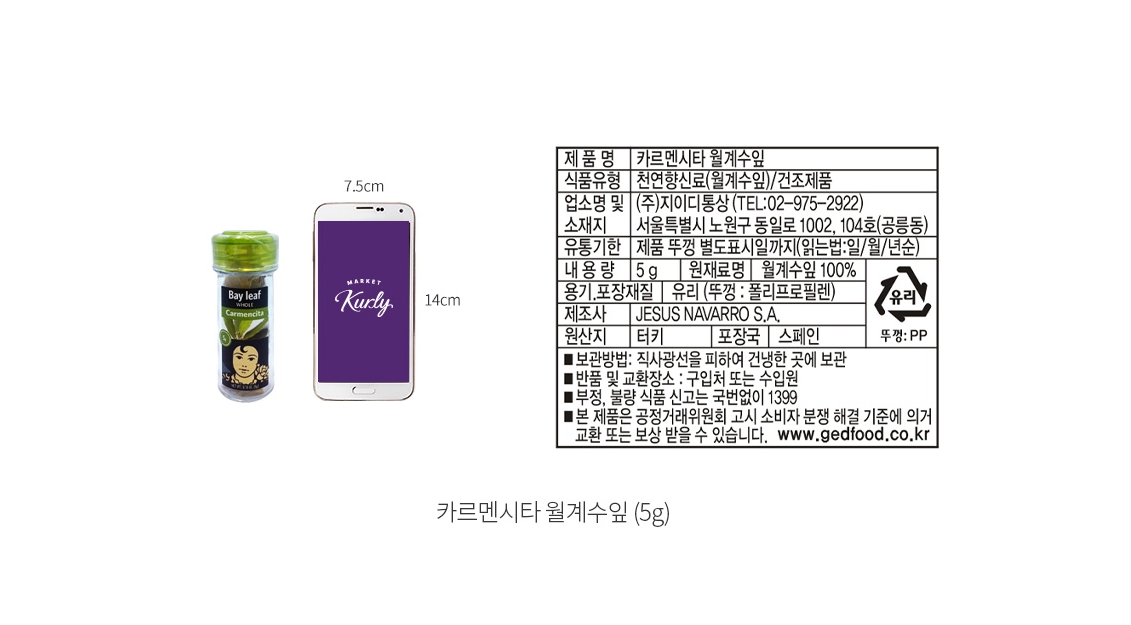 7.5cm
14cm
MARKET
Kurly
Bay leaf
WHOLE
Carmencita
제 품 명 카르멘시타 월계수잎
식품유형 천연향신료(월계수잎)/건조제품
업소명 및 (주)지이디통상 (TEL:02-975-2922)
소재지 서울특별시 노원구 동일로 1002, 104호(공릉동)
유통기한 제품 뚜껑 별도표시일까지(읽는법:일/월/년순)
내 용 량 5 g 원재료명 월계수잎 100%
용기.포장재질 유리 (뚜껑 : 폴리프로필렌)
제조사 JESUS NAVARRO S.A.
원산지 터키 포장국 스페인
유리
뚜껑: PP
■ 보관방법: 직사광선을 피하여 건냉한 곳에 보관
■ 반품 및 교환장소 : 구입처 또는 수입원
■ 부정, 불량 식품 신고는 국번없이 1399
■ 본 제품은 공정거래위원회 고시 소비자 분쟁 해결 기준에 의거
교환 또는 보상 받을 수 있습니다. www.gedfood.co.kr
카르멘시타 월계수잎 (5g)